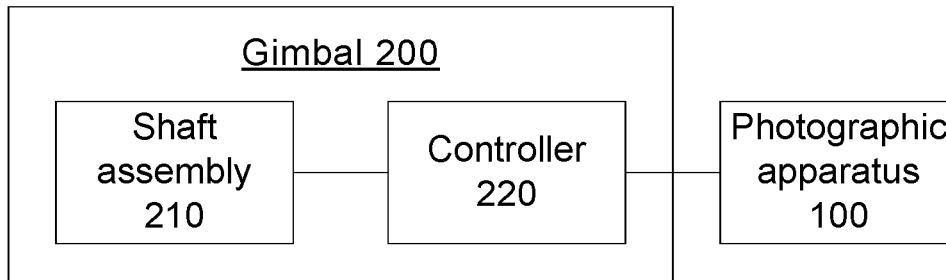 Gimbal 200
Shaft
assembly
210
Controller
220
Photographic
apparatus
100